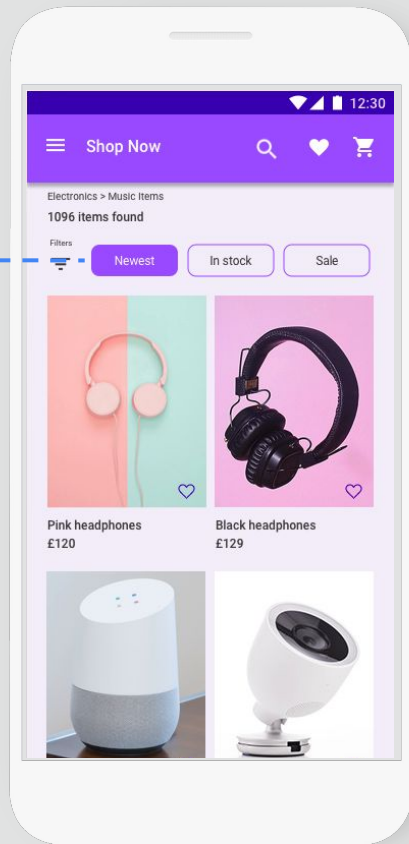 12:30
Shop Now
Electronics > Music Items
1096 items found
Filters
Newest In stock Sale
Pink headphones Black headphones
£120 £129